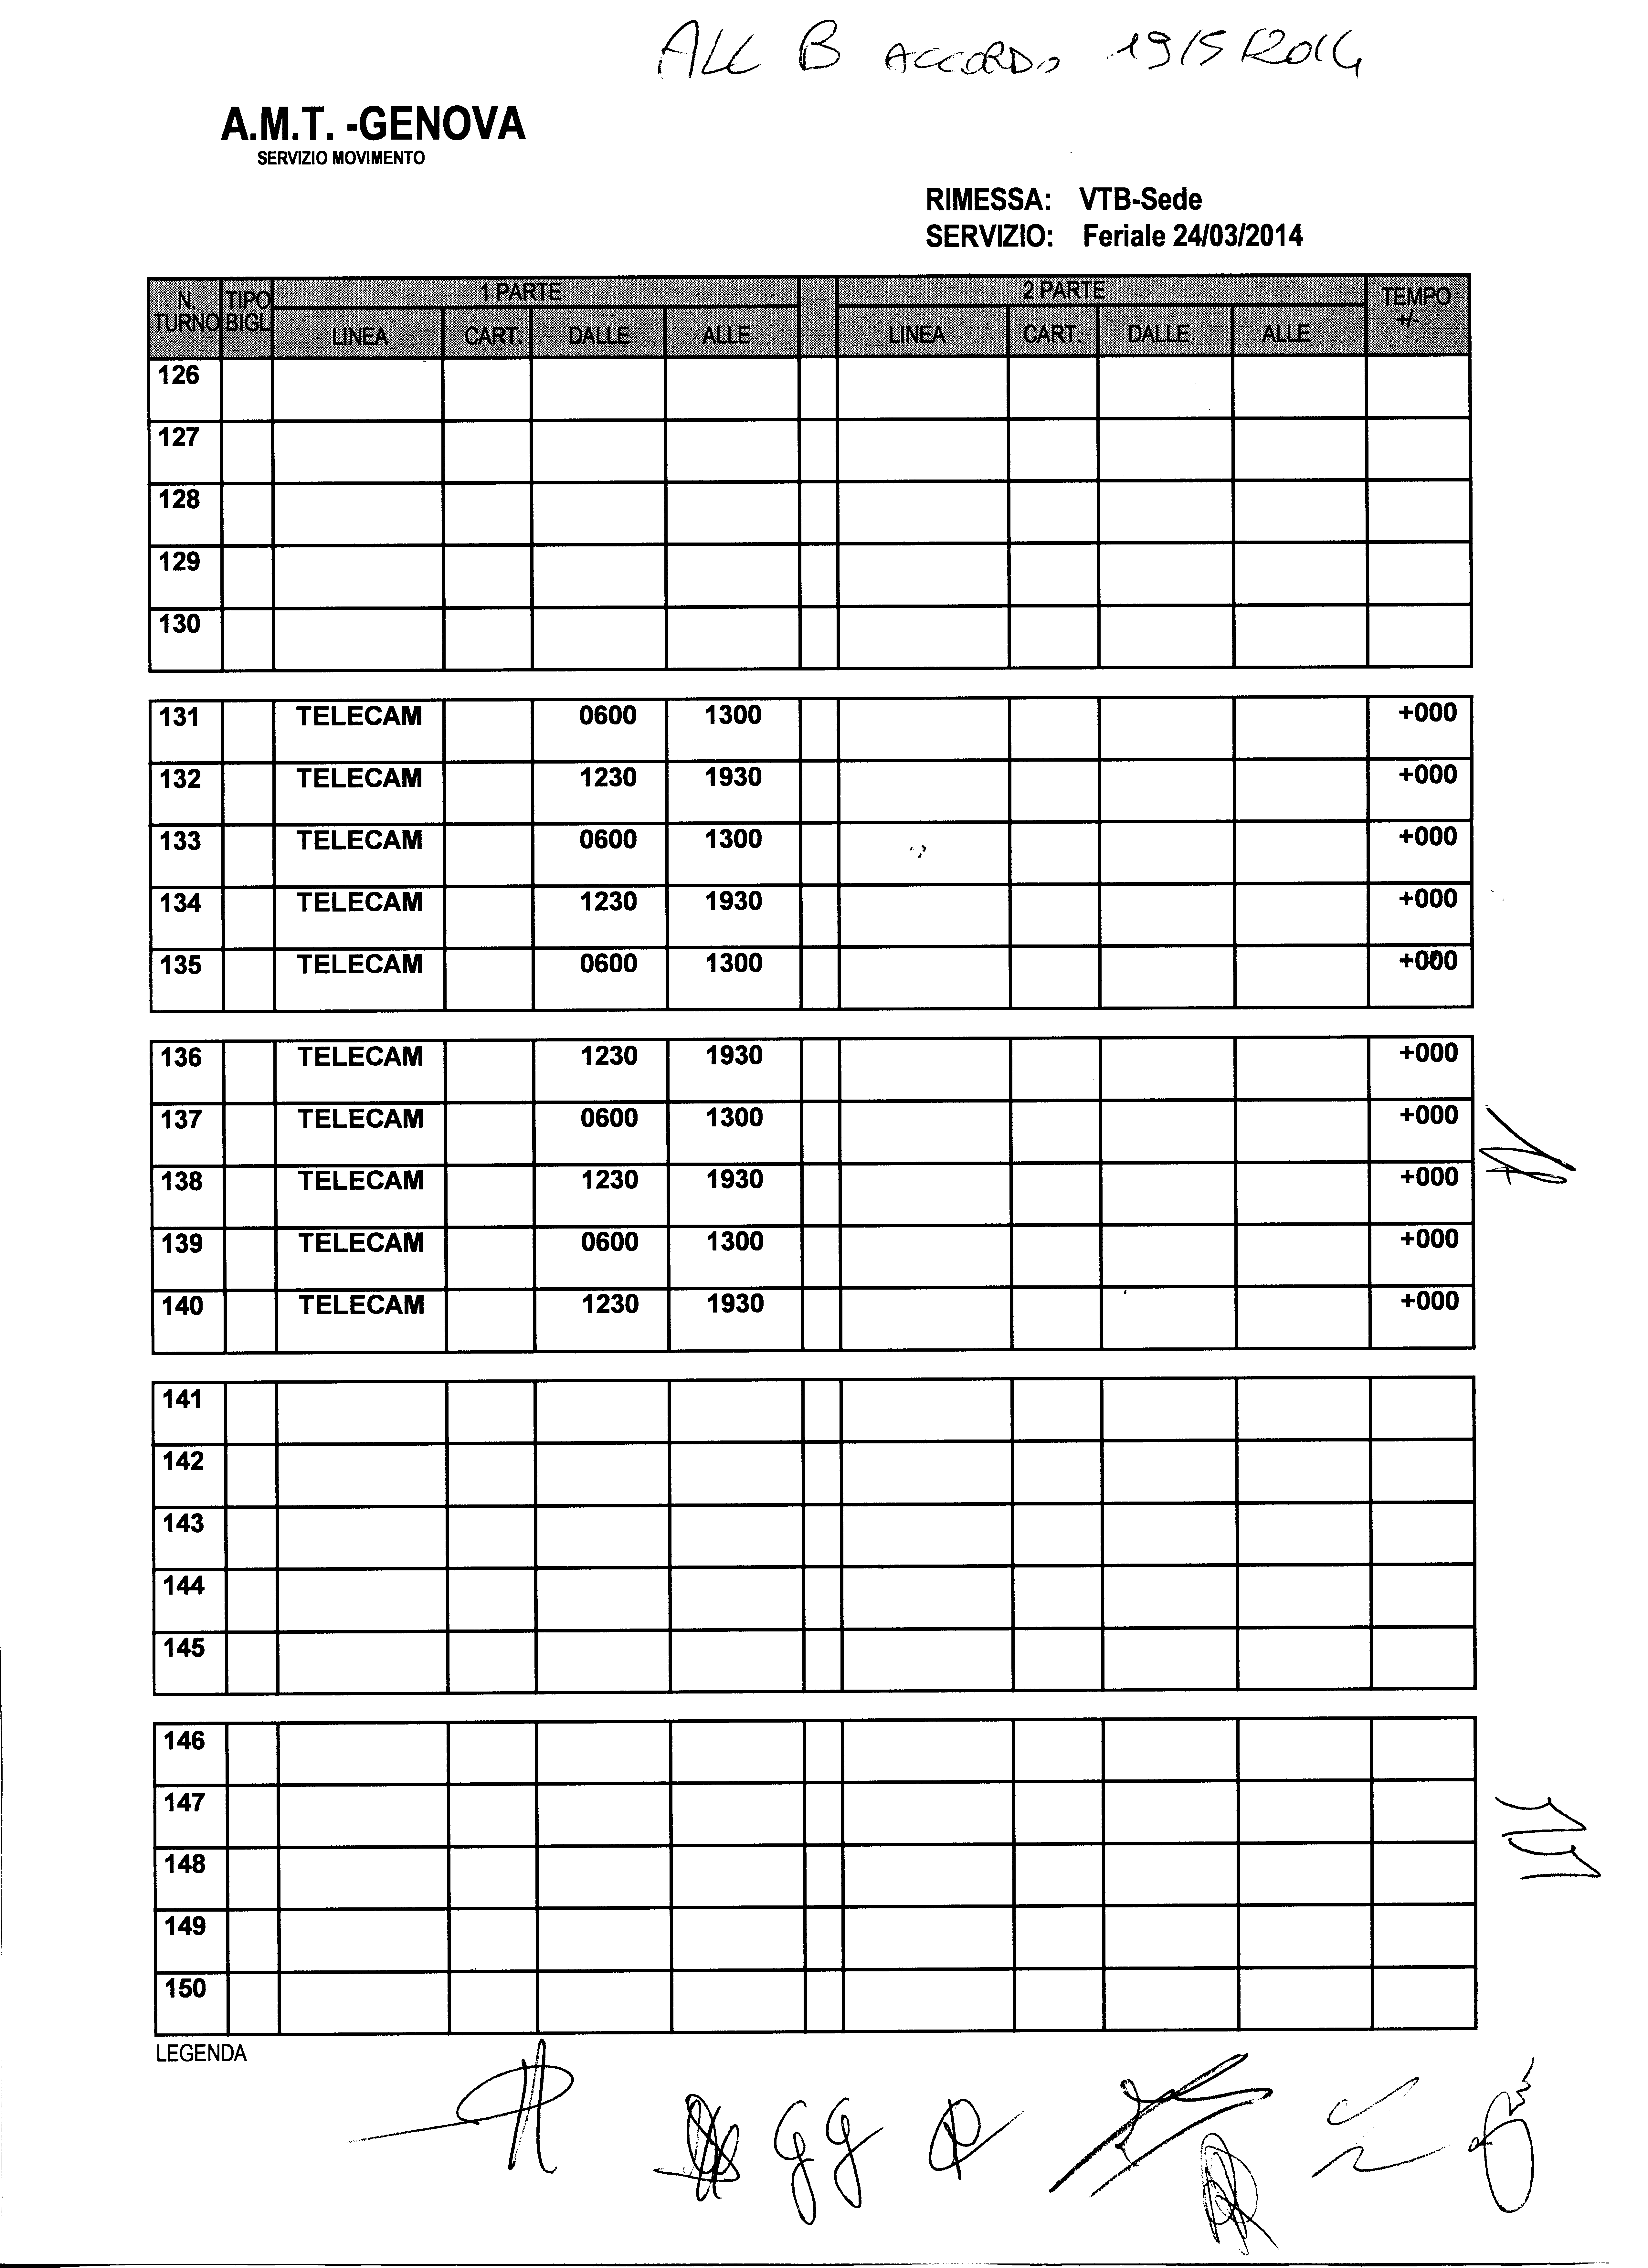 ALL B ACCORDO 19/5/2014
A.M.T. -GENOVA
SERVIZIO MOVIMENTO
RIMESSA: VTB-Sede
SERVIZIO: Feriale 24/03/2014
N. TURNO TIPO BIGL 1 PARTE 2 PARTE TEMPO +/-
LINEA CART. DALLE ALLE LINEA CART. DALLE ALLE
126
127
128
129
130
131 TELECAM 0600 1300 +000
132 TELECAM 1230 1930 +000
133 TELECAM 0600 1300 +000
134 TELECAM 1230 1930 +000
135 TELECAM 0600 1300 +000
136 TELECAM 1230 1930 +000
137 TELECAM 0600 1300 +000
138 TELECAM 1230 1930 +000
139 TELECAM 0600 1300 +000
140 TELECAM 1230 1930 +000
141
142
143
144
145
146
147
148
149
150
LEGENDA